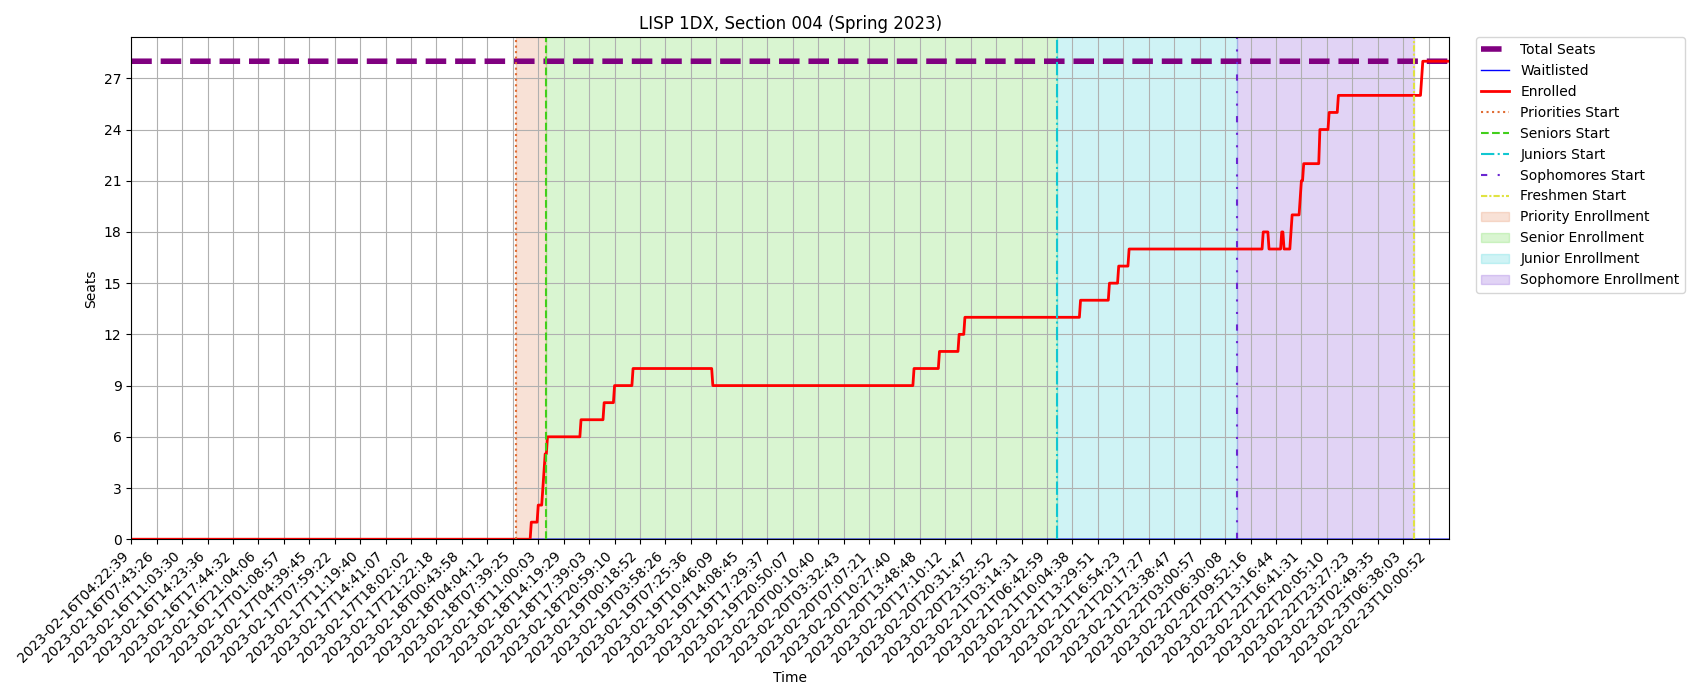 LISP 1DX, Section 004 (Spring 2023)
Total Seats
Waitlisted
Enrolled
Priorities Start
Seniors Start
Juniors Start
Sophomores Start
Freshmen Start
Priority Enrollment
Senior Enrollment
Junior Enrollment
Sophomore Enrollment
Seats
27
24
21
18
15
12
9
6
3
0
2023-02-16T04:22:39
2023-02-16T07:43:26
2023-02-16T11:03:30
2023-02-16T14:23:36
2023-02-16T17:44:32
2023-02-16T21:04:06
2023-02-17T01:08:57
2023-02-17T04:39:45
2023-02-17T07:59:22
2023-02-17T11:19:40
2023-02-17T14:41:07
2023-02-17T18:02:02
2023-02-17T21:22:18
2023-02-18T00:43:58
2023-02-18T04:04:12
2023-02-18T07:39:25
2023-02-18T11:00:03
2023-02-18T14:19:29
2023-02-18T17:39:03
2023-02-18T20:59:10
2023-02-19T00:18:52
2023-02-19T03:58:26
2023-02-19T07:25:36
2023-02-19T10:46:09
2023-02-19T14:08:45
2023-02-19T17:29:37
2023-02-19T20:50:07
2023-02-20T00:10:40
2023-02-20T03:32:43
2023-02-20T07:07:21
2023-02-20T10:27:40
2023-02-20T13:48:48
2023-02-20T17:10:12
2023-02-20T20:31:47
2023-02-20T23:52:52
2023-02-21T03:14:31
2023-02-21T06:42:59
2023-02-21T10:04:38
2023-02-21T13:29:51
2023-02-21T16:54:23
2023-02-21T20:17:27
2023-02-21T23:38:47
2023-02-22T03:00:57
2023-02-22T06:30:08
2023-02-22T09:52:16
2023-02-22T13:16:44
2023-02-22T16:41:31
2023-02-22T20:05:10
2023-02-22T23:27:23
2023-02-23T02:49:35
2023-02-23T06:38:03
2023-02-23T10:00:52
Time